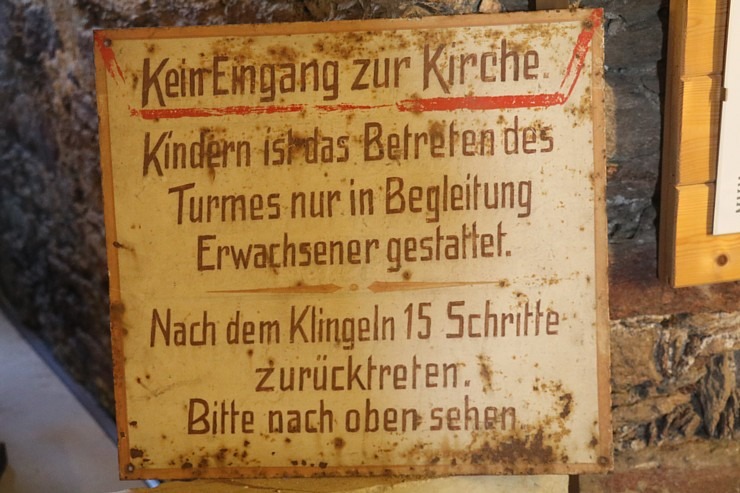 Kein Eingang zur Kirche.
Kindern ist das Betreten des
Turmes nur in Begleitung
Erwachsener gestattet.
Nach dem Klingeln 15 Schritte
zurücktreten.
Bitte nach oben sehen